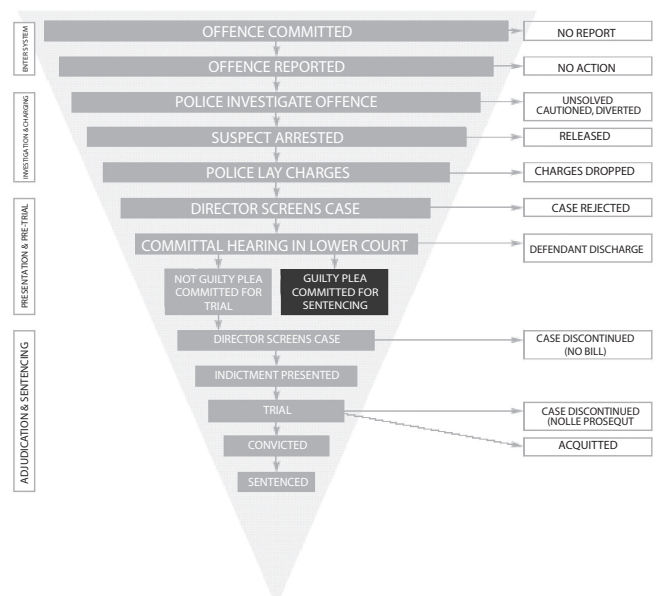 ENTER SYSTEM
OFFENCE COMMITTED
NO REPORT
OFFENCE REPORTED
NO ACTION
INVESTIGATION & CHARGING
POLICE INVESTIGATE OFFENCE
UNSOLVED
CAUTIONED, DIVERTED
SUSPECT ARRESTED
RELEASED
POLICE LAY CHARGES
CHARGES DROPPED
PRESENTATION & PRE-TRIAL
DIRECTOR SCREENS CASE
CASE REJECTED
COMMITTAL HEARING IN LOWER COURT
DEFENDANT DISCHARGE
NOT GUILTY PLEA
COMMITTED FOR
TRIAL
GUILTY PLEA
COMMITTED FOR
SENTENCING
ADJUDICATION & SENTENCING
DIRECTOR SCREENS CASE
CASE DISCONTINUED
(NO BILL)
INDICTMENT PRESENTED
TRIAL
CASE DISCONTINUED
(NOLLE PROSEQUT
CONVICTED
ACQUITTED
SENTENCED